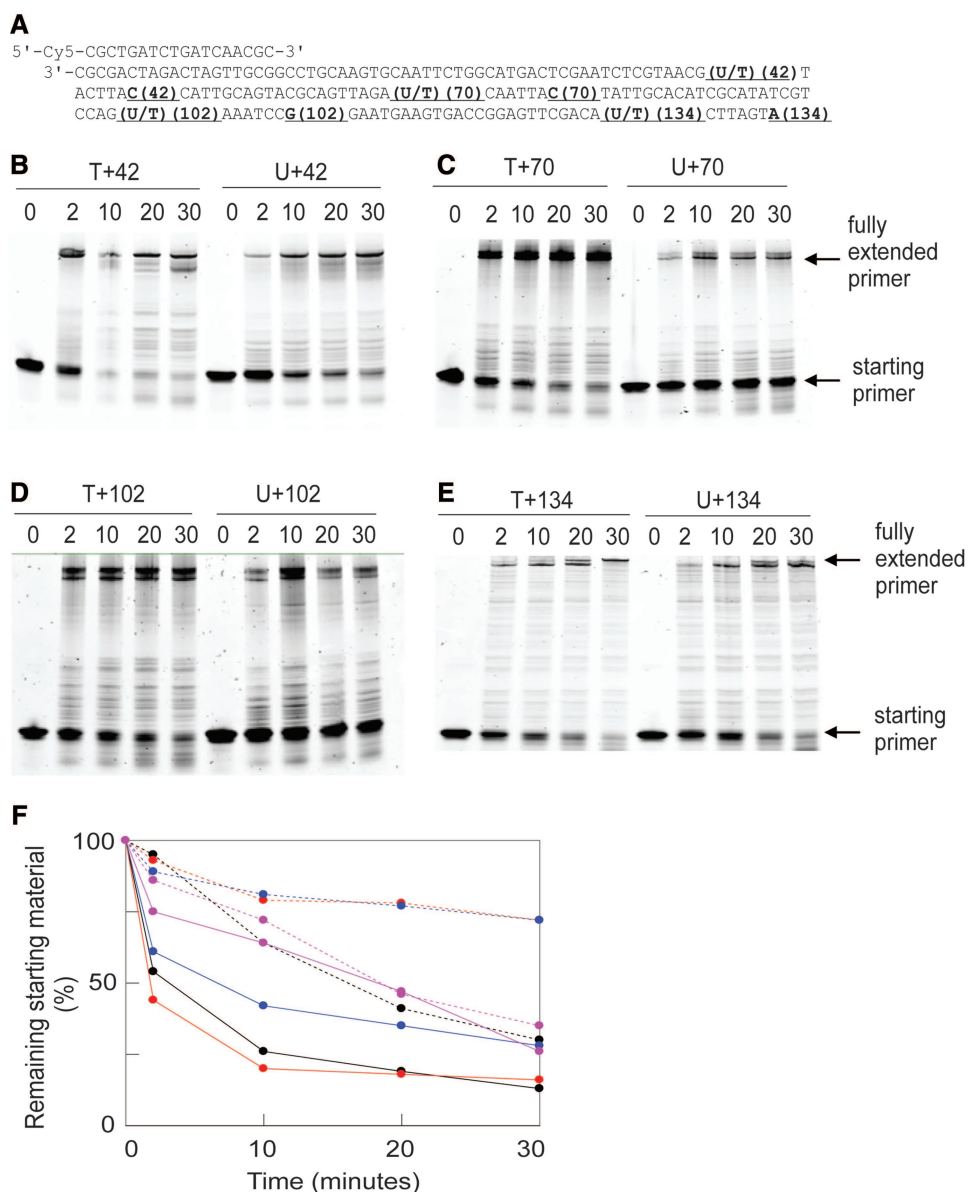 A
5'-Cy5-CGCTGATCTGATCAACGC-3'
3'-CGCGACTAGACTAGTTGCGGCCTGCAAGTGCAATTCTGGCATGACTCGAATCTCGTAACG(U/T)(42)T
ACTTAC(42)CATTGCAGTACGCAGTTAGA(U/T)(70)CAATTAC(70)TATTGCACATCGCATATCGT
CCAG(U/T)(102)AAATCCG(102)GAATGAAGTGACCGGAGTTCGACA(U/T)(134)CTTAGTA(134)
B
T+42 U+42
0 2 10 20 30 0 2 10 20 30
C
T+70 U+70
0 2 10 20 30 0 2 10 20 30
fully
extended
primer
starting
primer
D
T+102 U+102
0 2 10 20 30 0 2 10 20 30
E
T+134 U+134
0 2 10 20 30 0 2 10 20 30
fully
extended
primer
starting
primer
F
Remaining starting material
(%)
100
50
0
0 10 20 30
Time (minutes)